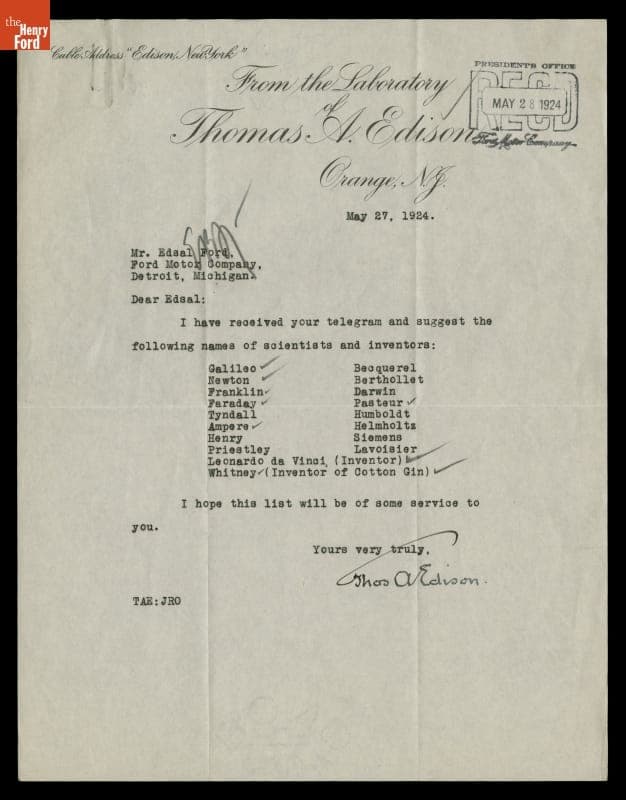 the
Henry
Ford
Cable Address "Edison, New York"
From the Laboratory
of
Thomas A. Edison
Orange, N.J.
PRESIDENT'S OFFICE
REC'D
MAY 28 1924
Ford Motor Company
May 27, 1924.
Mr. Edsal Ford,
Ford Motor Company,
Detroit, Michigan.
Dear Edsal:
I have received your telegram and suggest the
following names of scientists and inventors:
Galileo Becquerel
Newton Berthollet
Franklin Darwin
Faraday Pasteur
Tyndall Humboldt
Ampere Helmholtz
Henry Siemens
Priestley Lavoisier
Leonardo da Vinci (Inventor)
Whitney (Inventor of Cotton Gin)
I hope this list will be of some service to
you.
Yours very truly,
Thos A Edison.
TAE:JRO